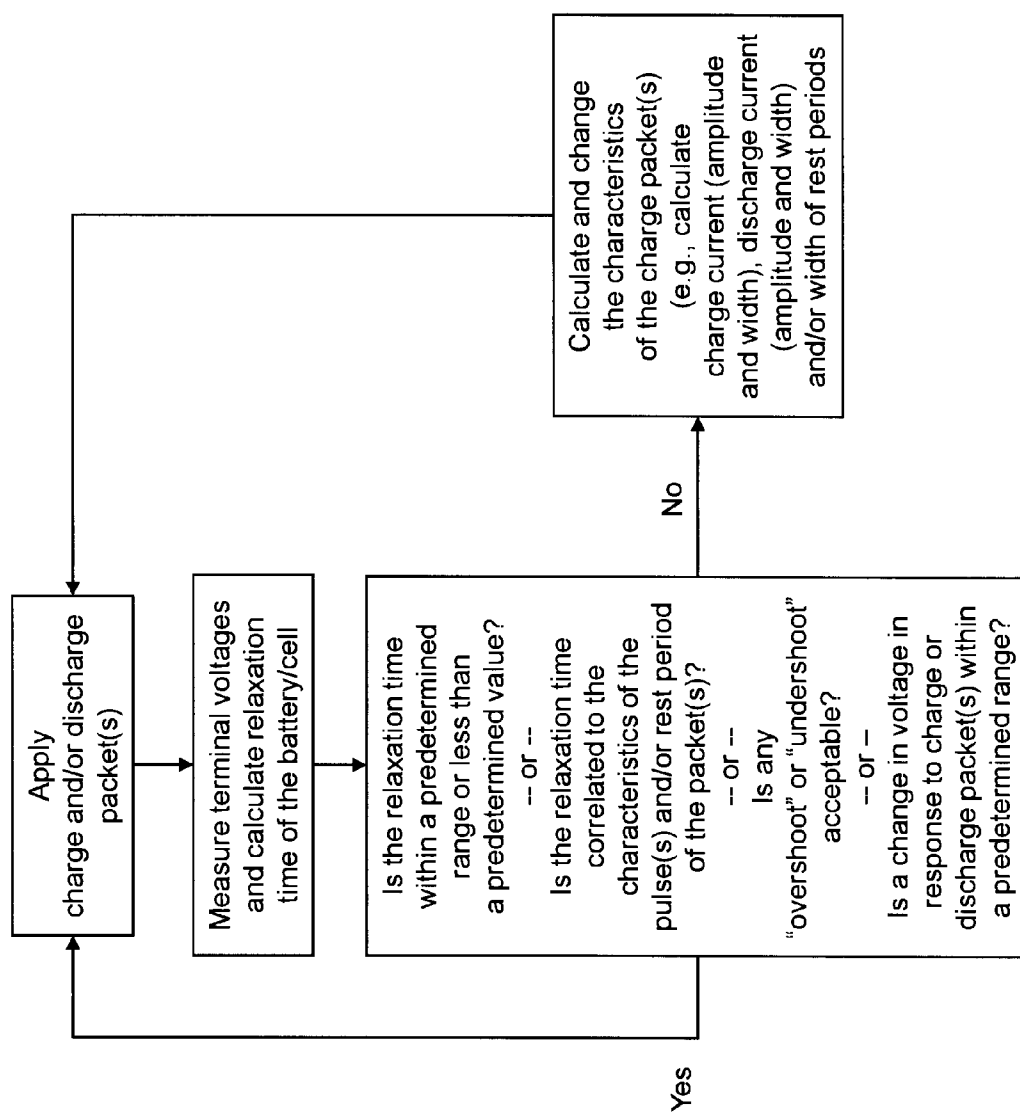 Apply
charge and/or discharge
packet(s)
Measure terminal voltages
and calculate relaxation
time of the battery/cell
Is the relaxation time
within a predetermined
range or less than
a predetermined value?
-- or --
Is the relaxation time
correlated to the
characteristics of the
pulse(s) and/or rest period
of the packet(s)?
-- or --
Is any
“overshoot” or “undershoot”
acceptable?
-- or --
Is a change in voltage in
response to charge or
discharge packet(s) within
a predetermined range?
Yes
No
Calculate and change
the characteristics
of the charge packet(s)
(e.g., calculate
charge current (amplitude
and width), discharge current
(amplitude and width)
and/or width of rest periods